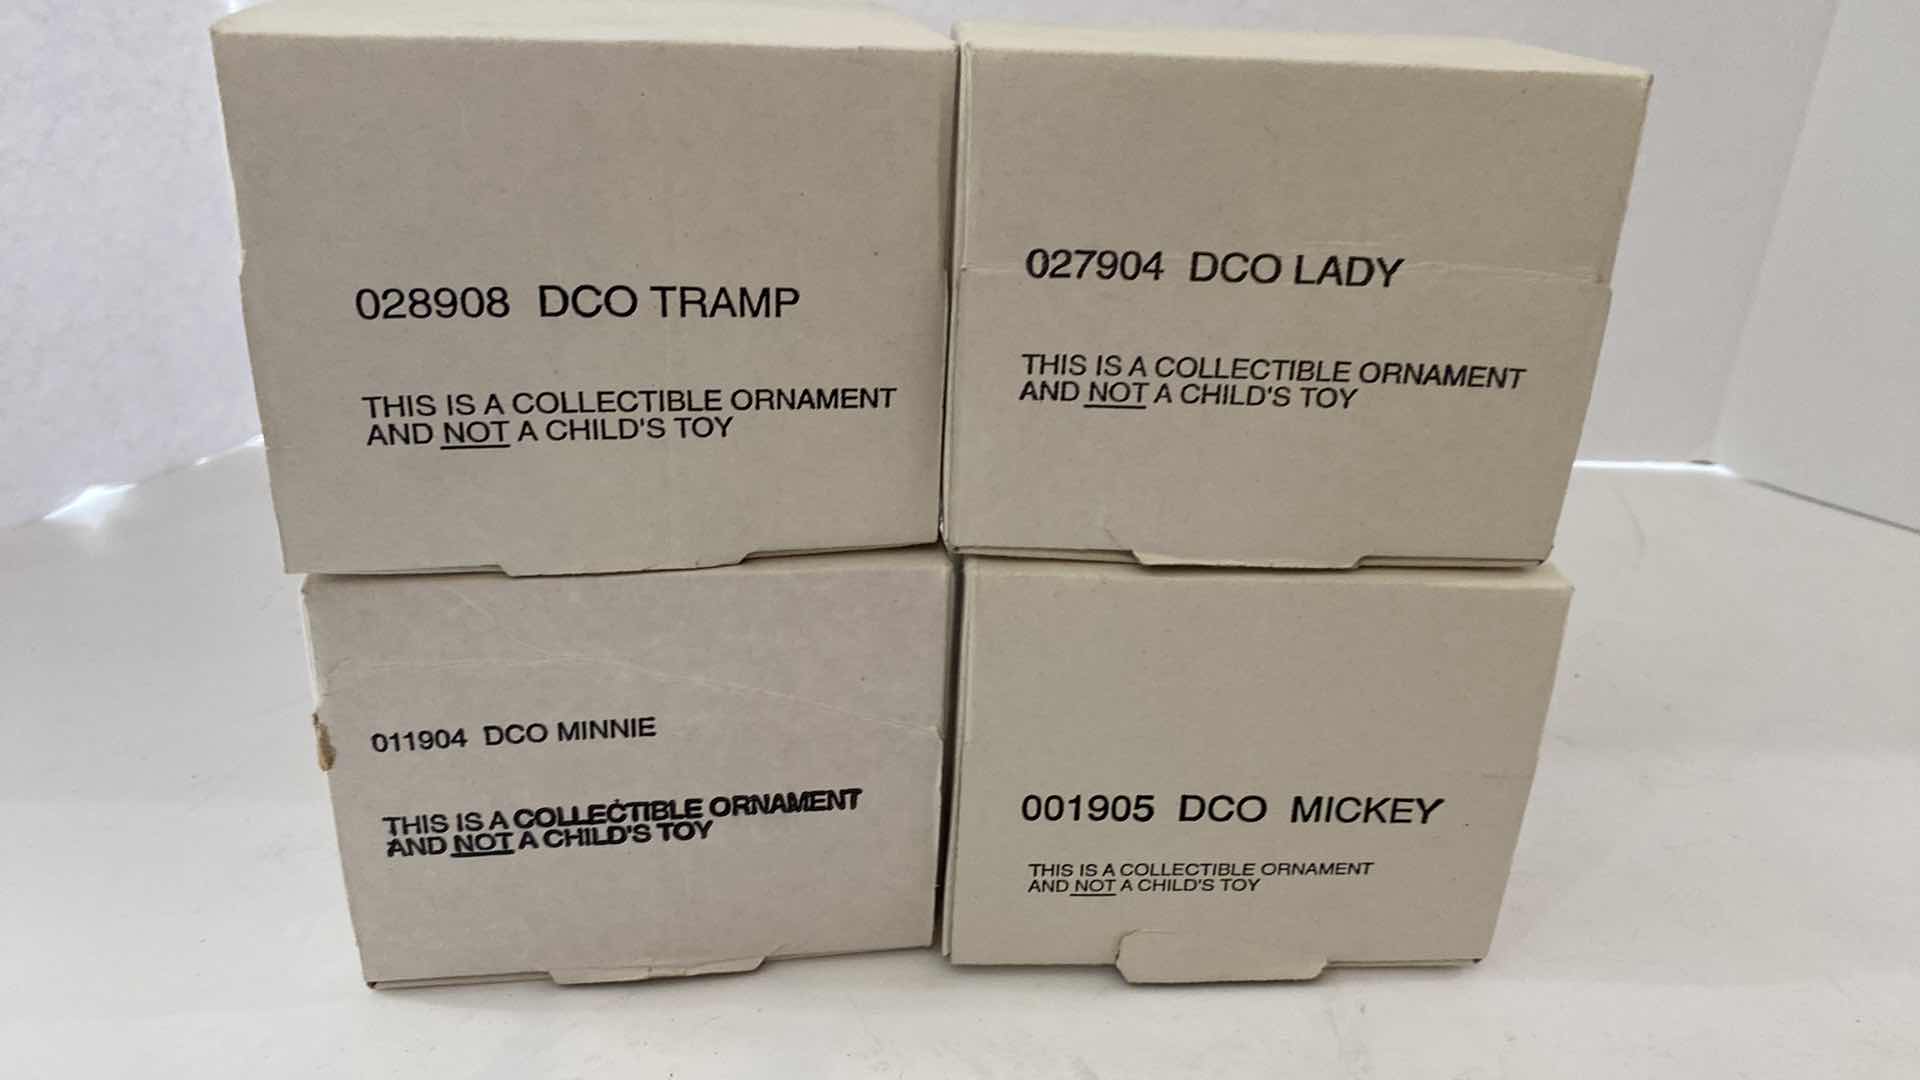 028908 DCO TRAMP
THIS IS A COLLECTIBLE ORNAMENT
AND NOT A CHILD'S TOY
027904 DCO LADY
THIS IS A COLLECTIBLE ORNAMENT
AND NOT A CHILD'S TOY
011904 DCO MINNIE
THIS IS A COLLECTIBLE ORNAMENT
AND NOT A CHILD'S TOY
001905 DCO MICKEY
THIS IS A COLLECTIBLE ORNAMENT
AND NOT A CHILD'S TOY